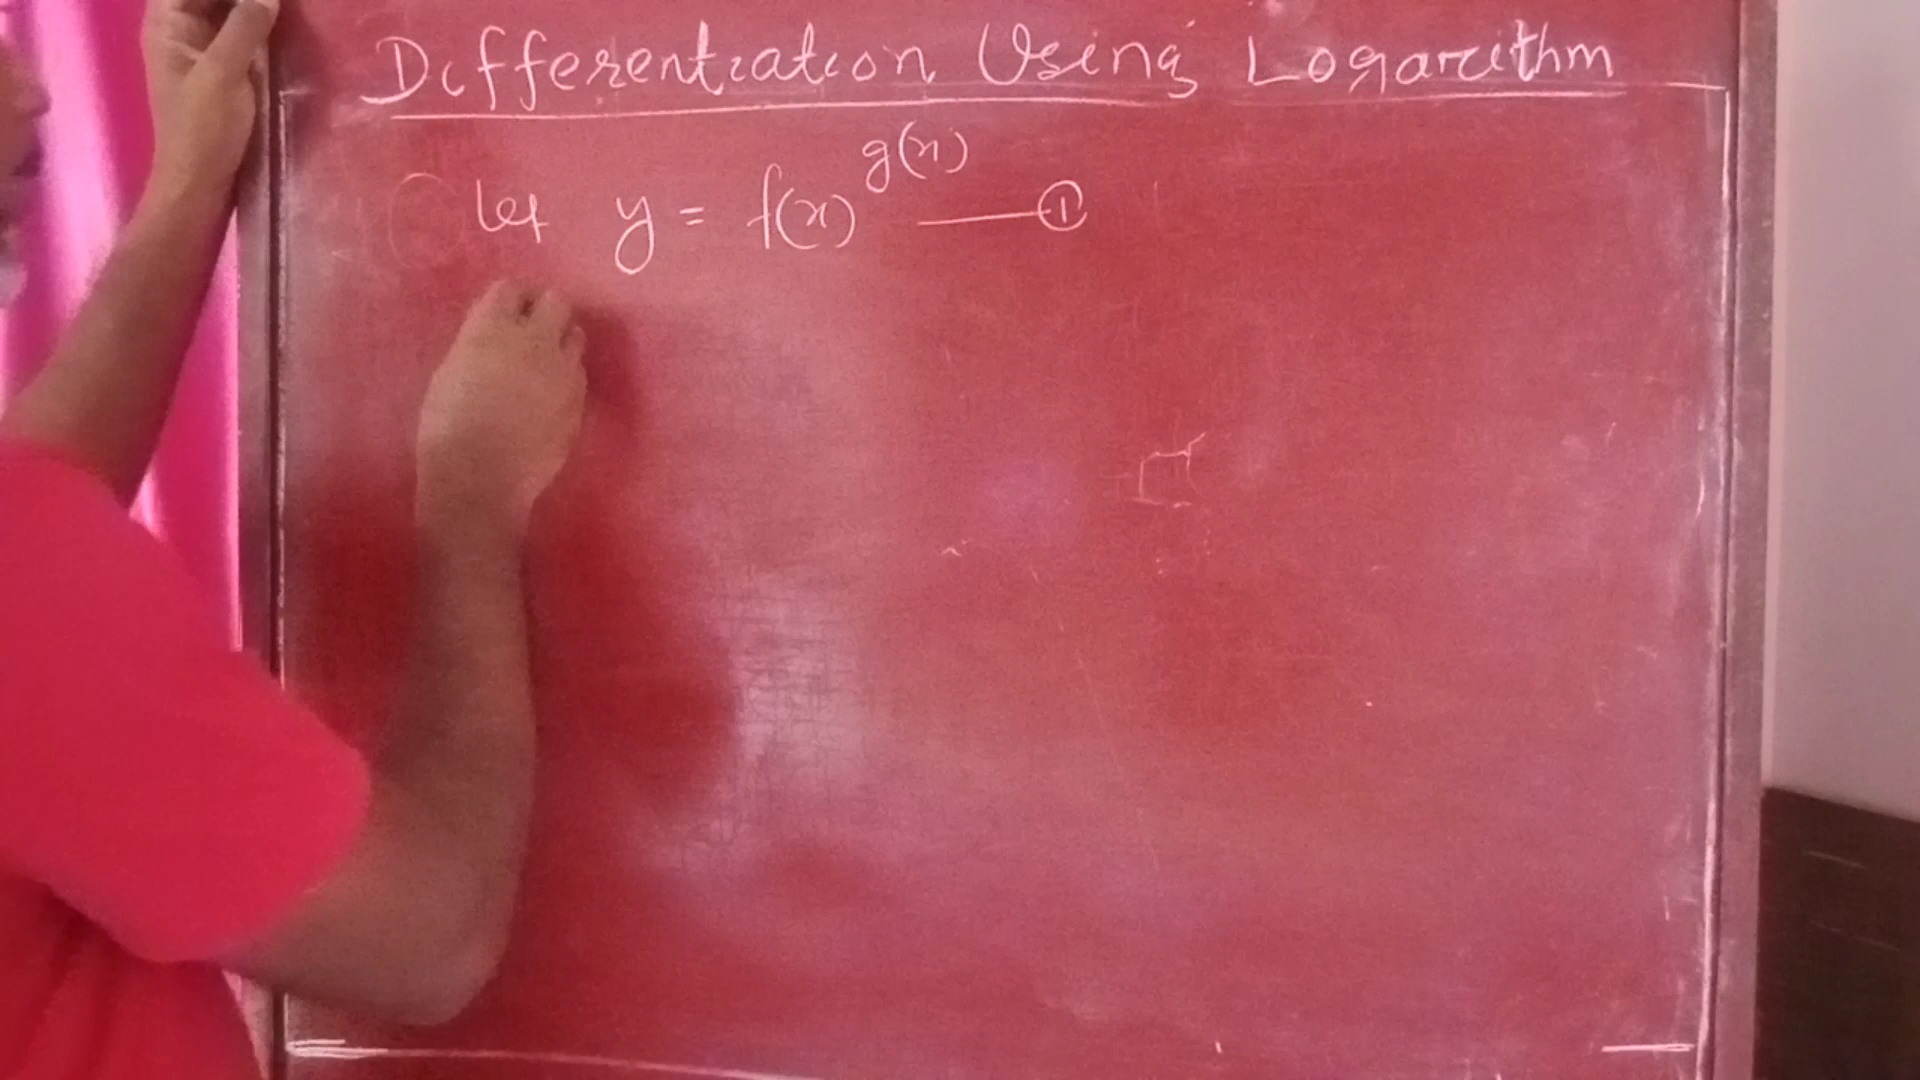 Differentiation Using Logarithm
Let y = f(x)^g(x) —— ①